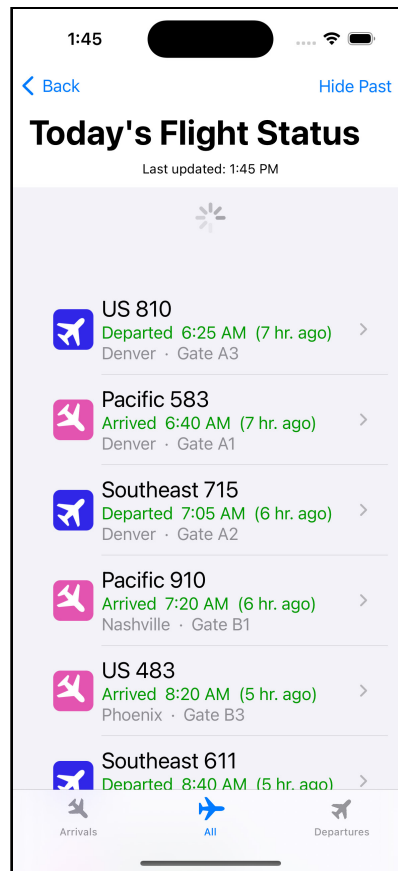 1:45
Back
Hide Past
Today's Flight Status
Last updated: 1:45 PM
US 810
Departed 6:25 AM (7 hr. ago)
Denver · Gate A3
Pacific 583
Arrived 6:40 AM (7 hr. ago)
Denver · Gate A1
Southeast 715
Departed 7:05 AM (6 hr. ago)
Denver · Gate A2
Pacific 910
Arrived 7:20 AM (6 hr. ago)
Nashville · Gate B1
US 483
Arrived 8:20 AM (5 hr. ago)
Phoenix · Gate B3
Southeast 611
Departed 8:40 AM (5 hr. ago)
Arrivals
All
Departures